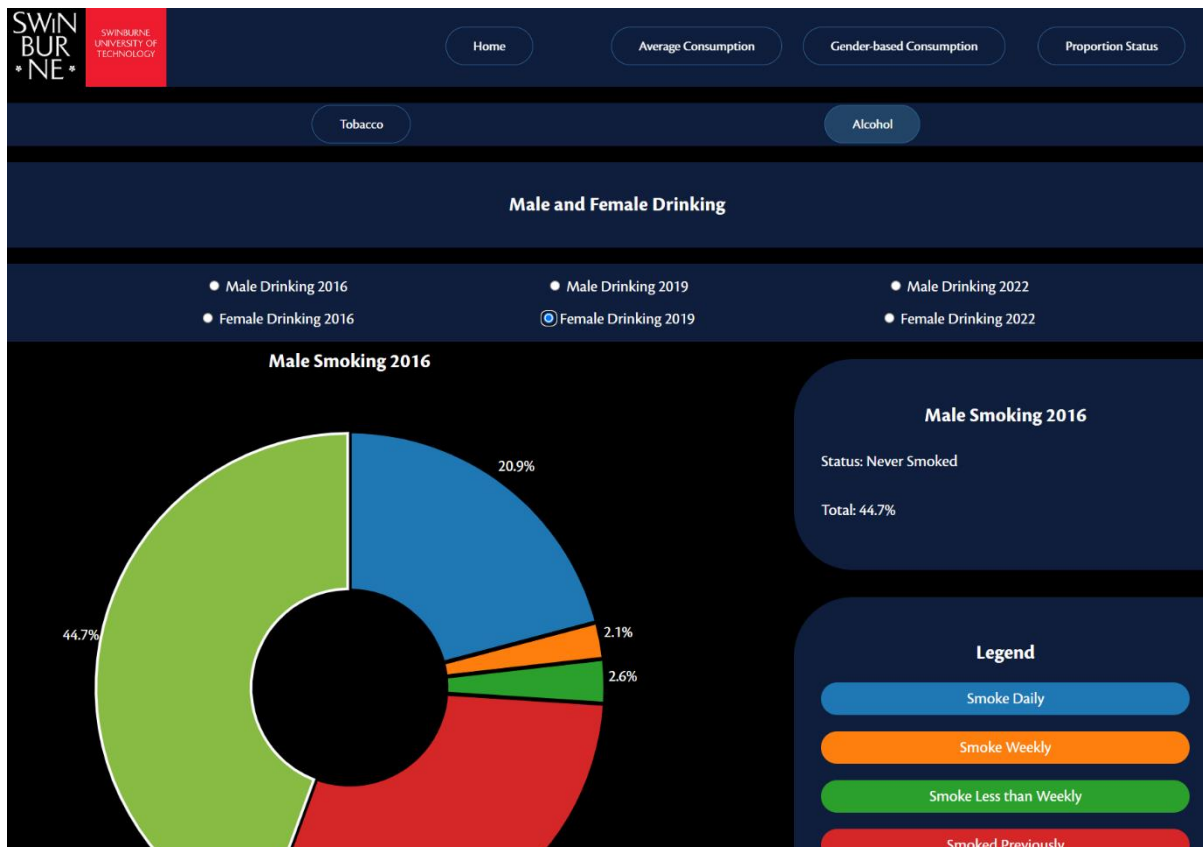 SWiN
BUR
* NE *
SWINBURNE
UNIVERSITY OF
TECHNOLOGY
Home
Average Consumption
Gender-based Consumption
Proportion Status
Tobacco
Alcohol
Male and Female Drinking
Male Drinking 2016
Male Drinking 2019
Male Drinking 2022
Female Drinking 2016
Female Drinking 2019
Female Drinking 2022
Male Smoking 2016
20.9%
2.1%
2.6%
44.7%
Male Smoking 2016
Status: Never Smoked
Total: 44.7%
Legend
Smoke Daily
Smoke Weekly
Smoke Less than Weekly
Smoked Previously